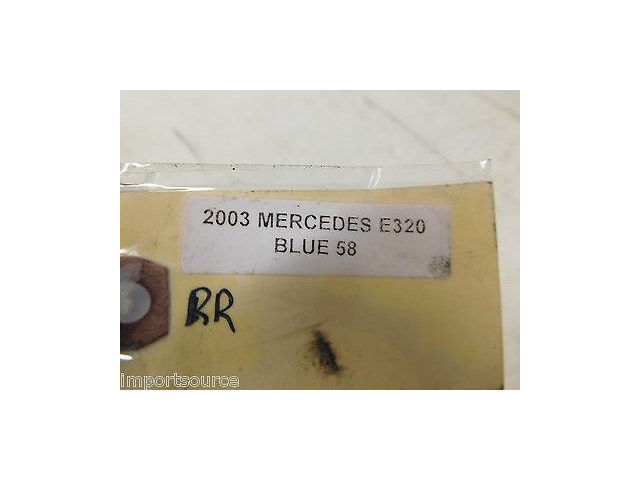 2003 MERCEDES E320
BLUE 58
RR
importsource